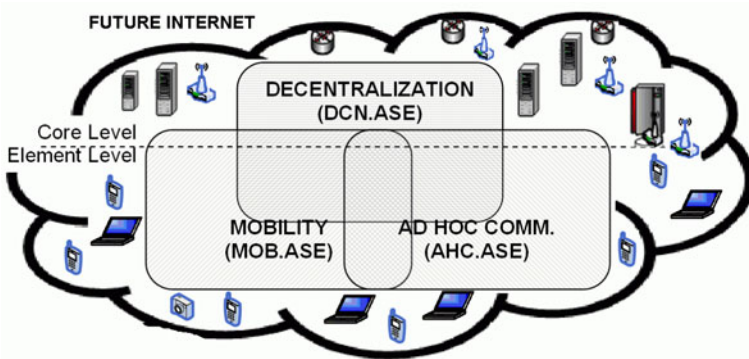 FUTURE INTERNET
DECENTRALIZATION
(DCN.ASE)
Core Level
Element Level
MOBILITY
(MOB.ASE)
AD HOC COMM.
(AHC.ASE)